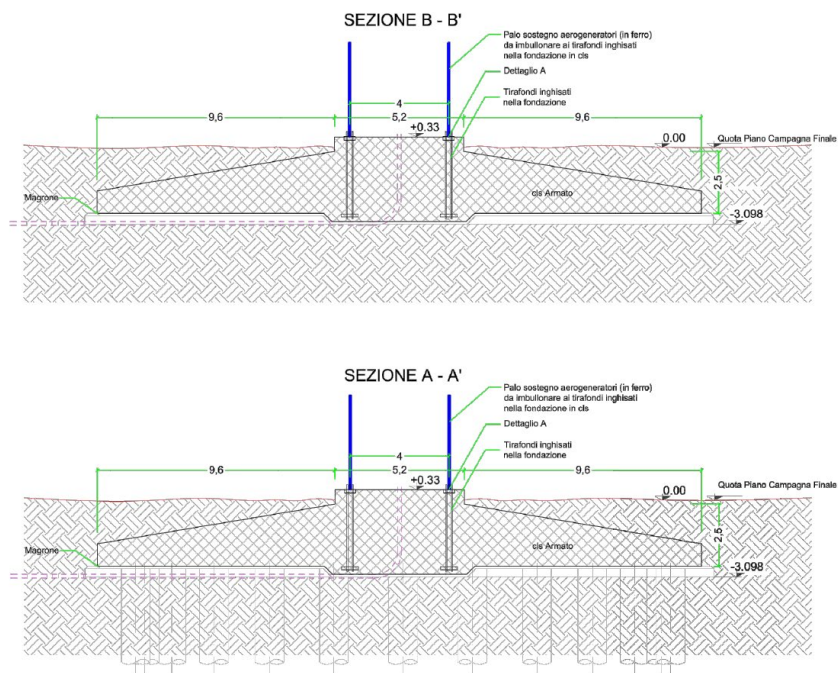 SEZIONE B - B'
Palo sostegno aerogeneratori (in ferro)
da imbullonare ai tirafondi inghisati
nella fondazione in cls
Dettaglio A
Tirafondi inghisati
nella fondazione
4
9,6
5,2
9,6
+0.33
0.00
Quota Piano Campagna Finale
2,5
Magrone
cls Armato
-3.098
SEZIONE A - A'
Palo sostegno aerogeneratori (in ferro)
da imbullonare ai tirafondi inghisati
nella fondazione in cls
Dettaglio A
Tirafondi inghisati
nella fondazione
4
9,6
5,2
9,6
+0.33
0.00
Quota Piano Campagna Finale
2,5
Magrone
cls Armato
-3.098